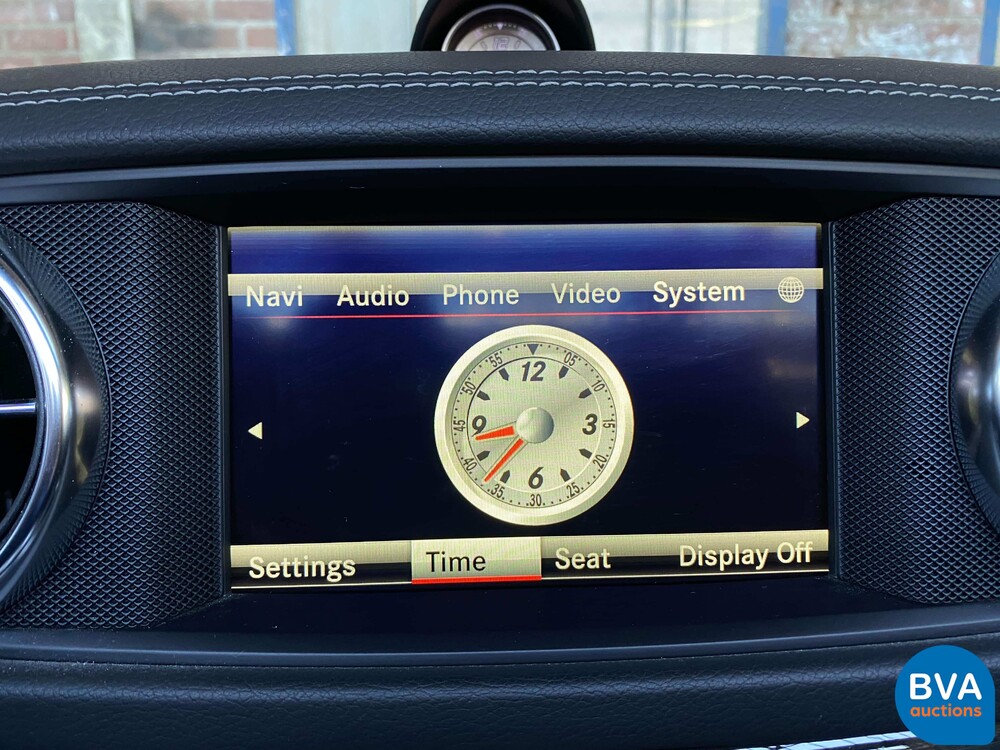 Navi Audio Phone Video System
55 05
50 12 10
45 9 3 15
40 6 20
35 30 25
Settings Time Seat Display Off
BVA
auctions